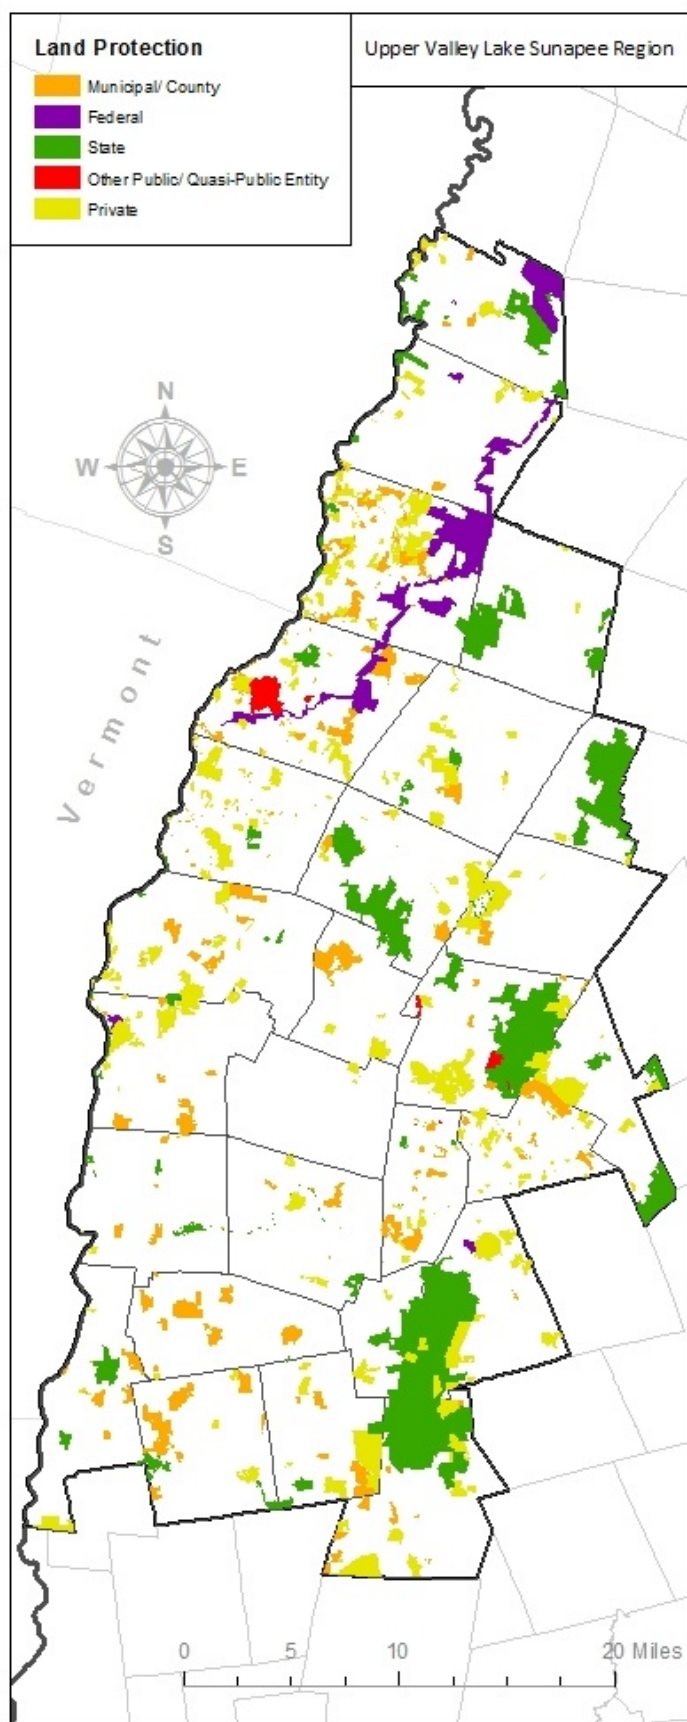 Land Protection
Upper Valley Lake Sunapee Region
Municipal/ County
Federal
State
Other Public/ Quasi-Public Entity
Private
N
W E
S
Vermont
0 5 10 20 Miles